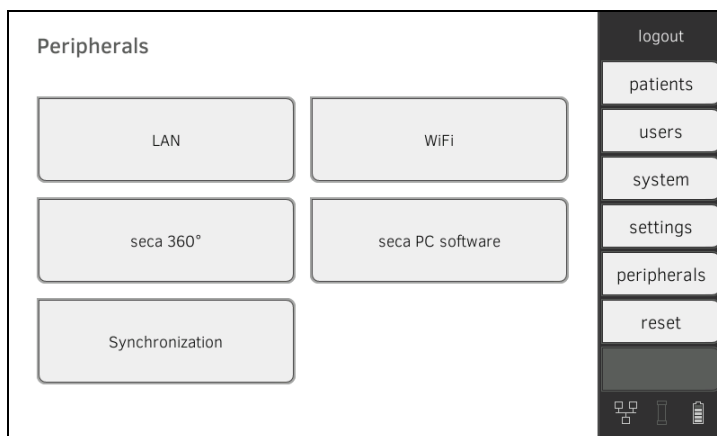 Peripherals
LAN
WiFi
seca 360°
seca PC software
Synchronization
logout
patients
users
system
settings
peripherals
reset